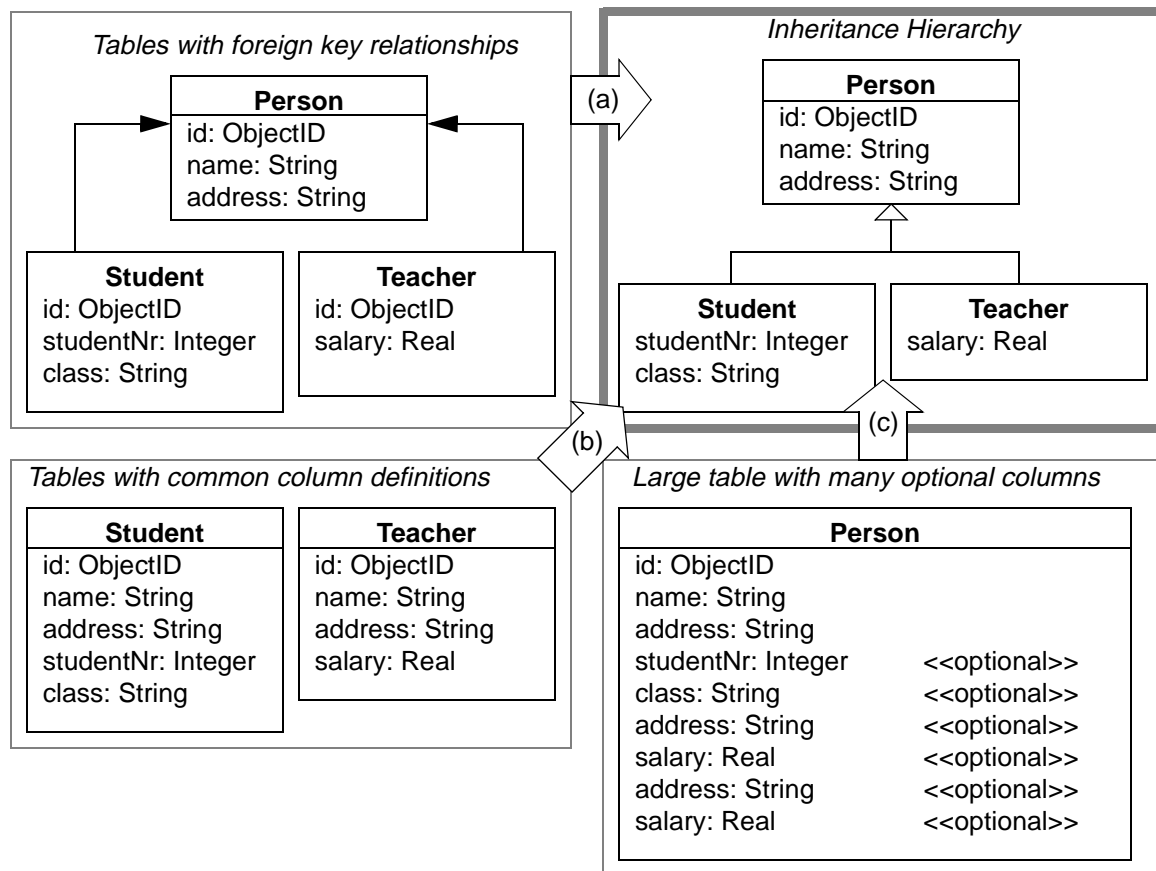 Tables with foreign key relationships
Person
id: ObjectID
name: String
address: String
Student
id: ObjectID
studentNr: Integer
class: String
Teacher
id: ObjectID
salary: Real
(a)
Inheritance Hierarchy
Person
id: ObjectID
name: String
address: String
Student
studentNr: Integer
class: String
Teacher
salary: Real
(b)
(c)
Tables with common column definitions
Student
id: ObjectID
name: String
address: String
studentNr: Integer
class: String
Teacher
id: ObjectID
name: String
address: String
salary: Real
Large table with many optional columns
Person
id: ObjectID
name: String
address: String
studentNr: Integer <<optional>>
class: String <<optional>>
address: String <<optional>>
salary: Real <<optional>>
address: String <<optional>>
salary: Real <<optional>>